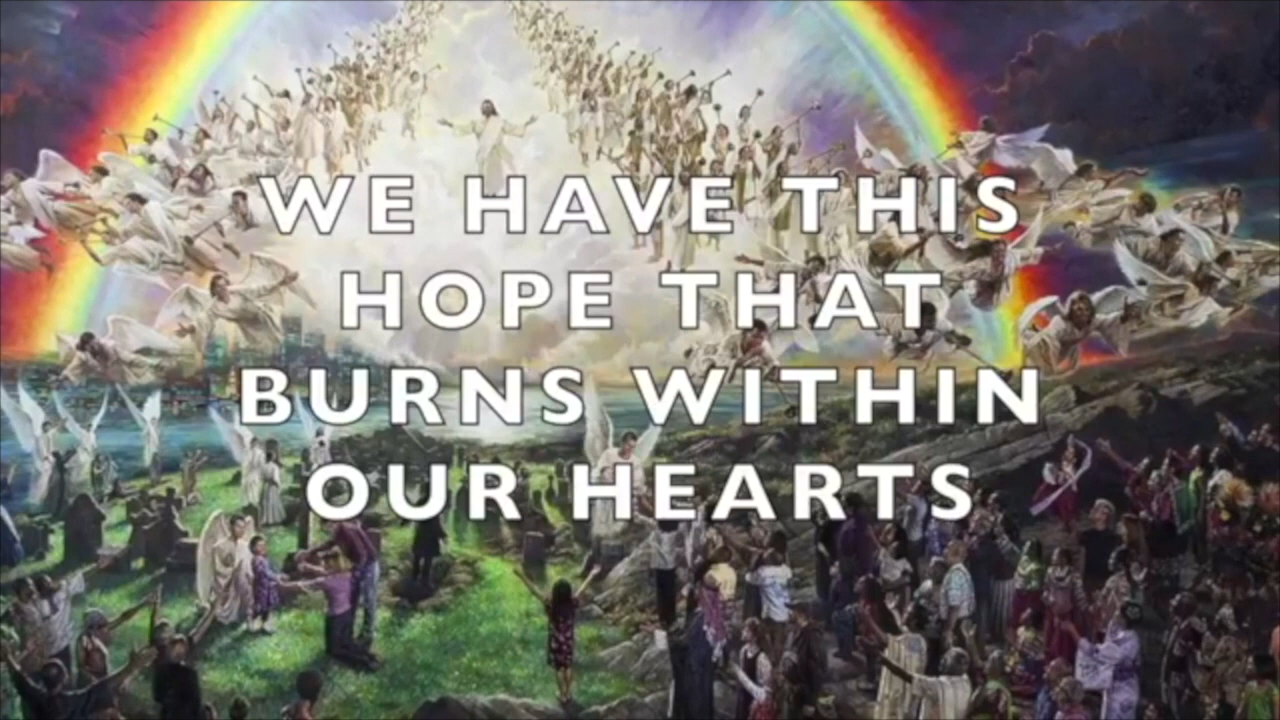 WE HAVE THIS
HOPE THAT
BURNS WITHIN
OUR HEARTS